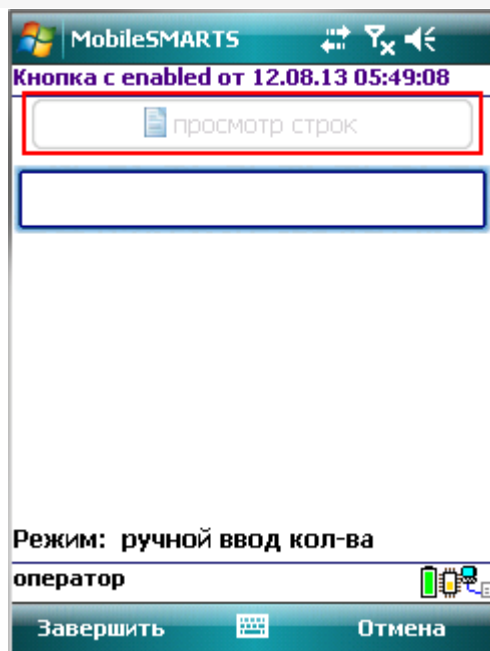 MobileSMARTS
Кнопка с enabled от 12.08.13 05:49:08
просмотр строк
Режим: ручной ввод кол-ва
оператор
Завершить Отмена